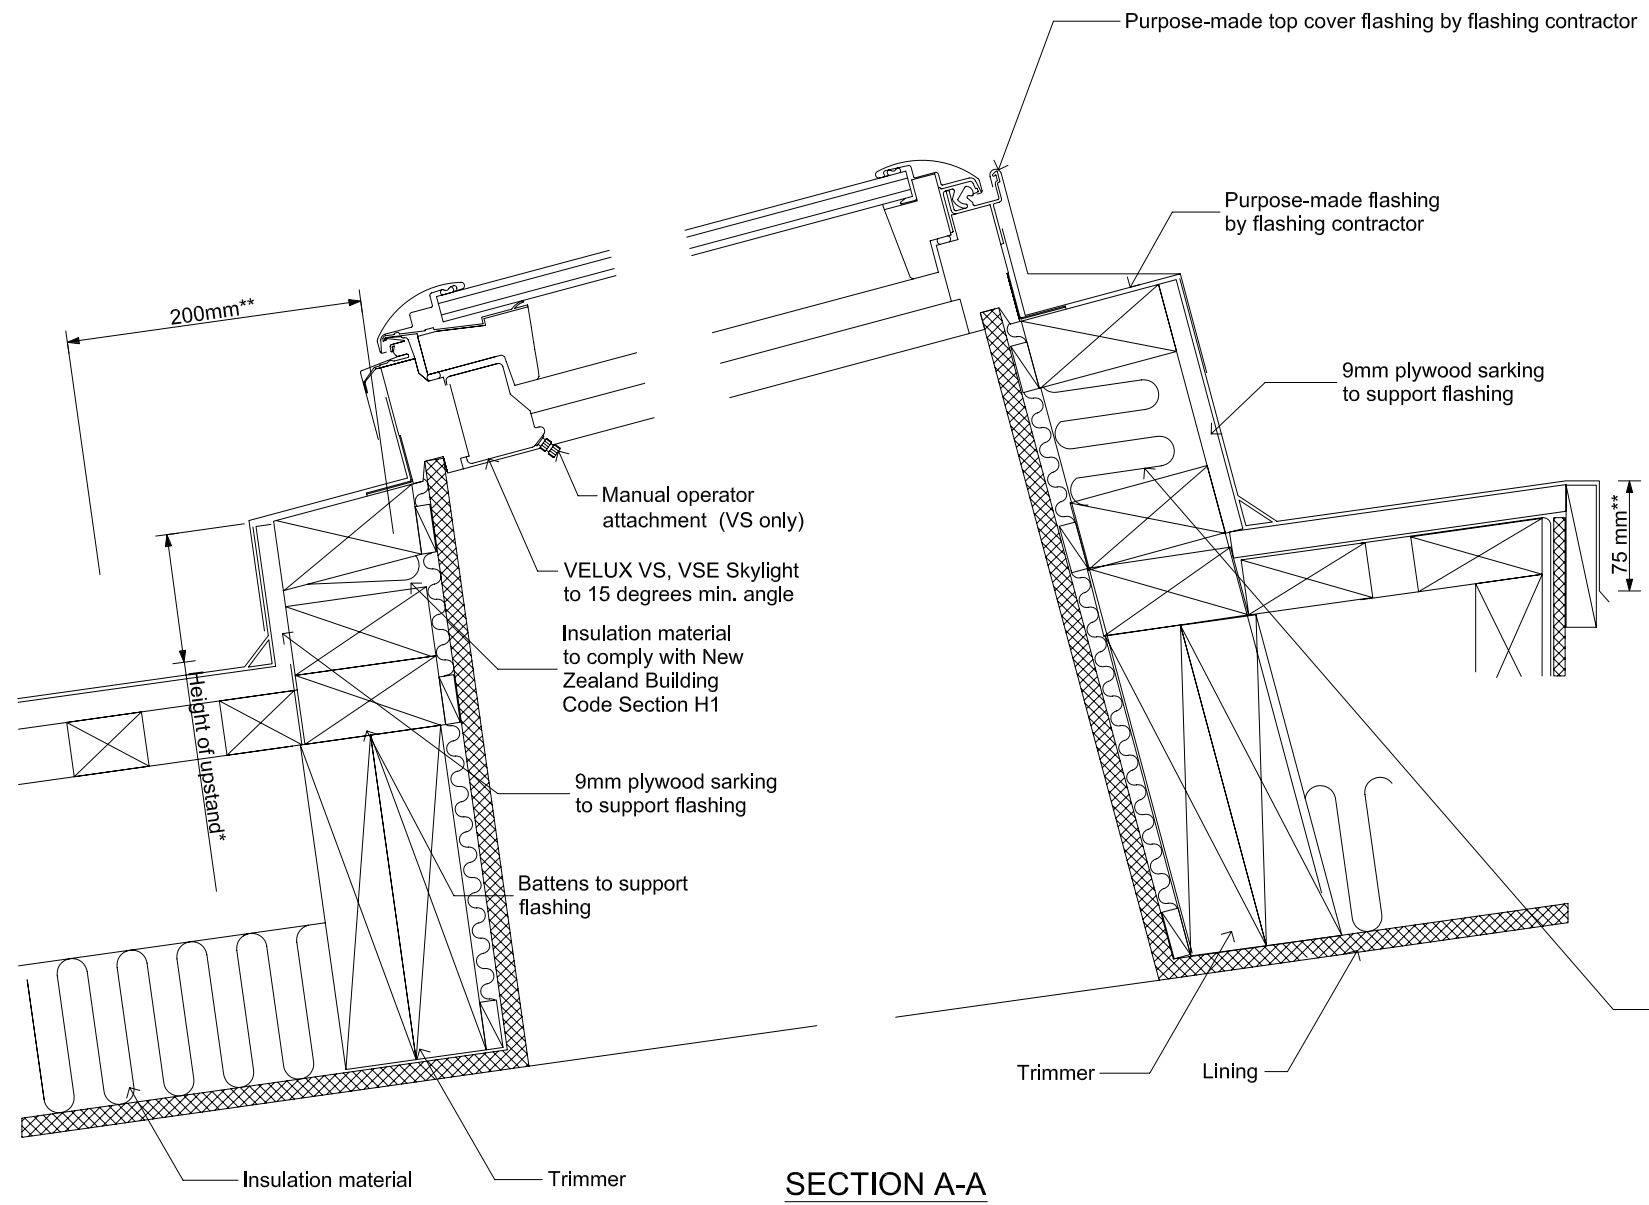 Purpose-made top cover flashing by flashing contractor
Purpose-made flashing
by flashing contractor
200mm**
9mm plywood sarking
to support flashing
75 mm**
Manual operator
attachment (VS only)
VELUX VS, VSE Skylight
to 15 degrees min. angle
Insulation material
to comply with New
Zealand Building
Code Section H1
Height of upstand*
9mm plywood sarking
to support flashing
Battens to support
flashing
Trimmer
Lining
Insulation material
Trimmer
SECTION A-A